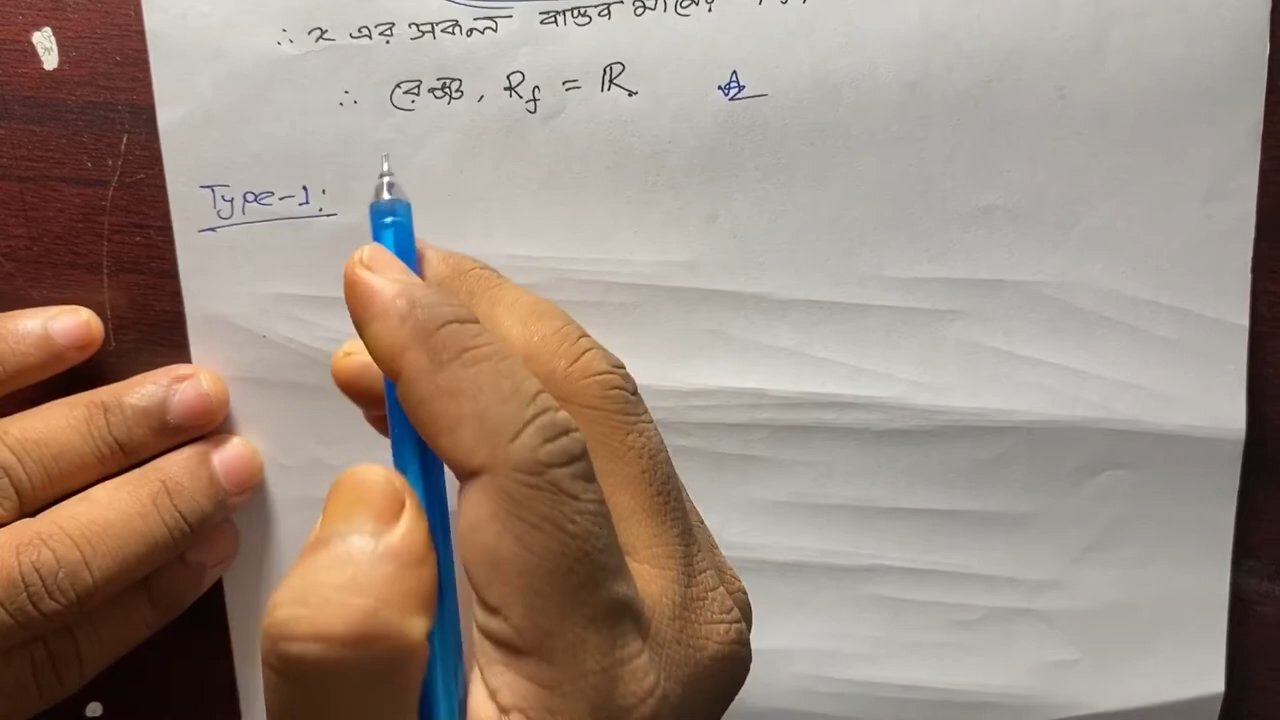 ∴ x এর সকল বাস্তব মানের
∴ রেঞ্জ, R_f = ℝ
Type-1: